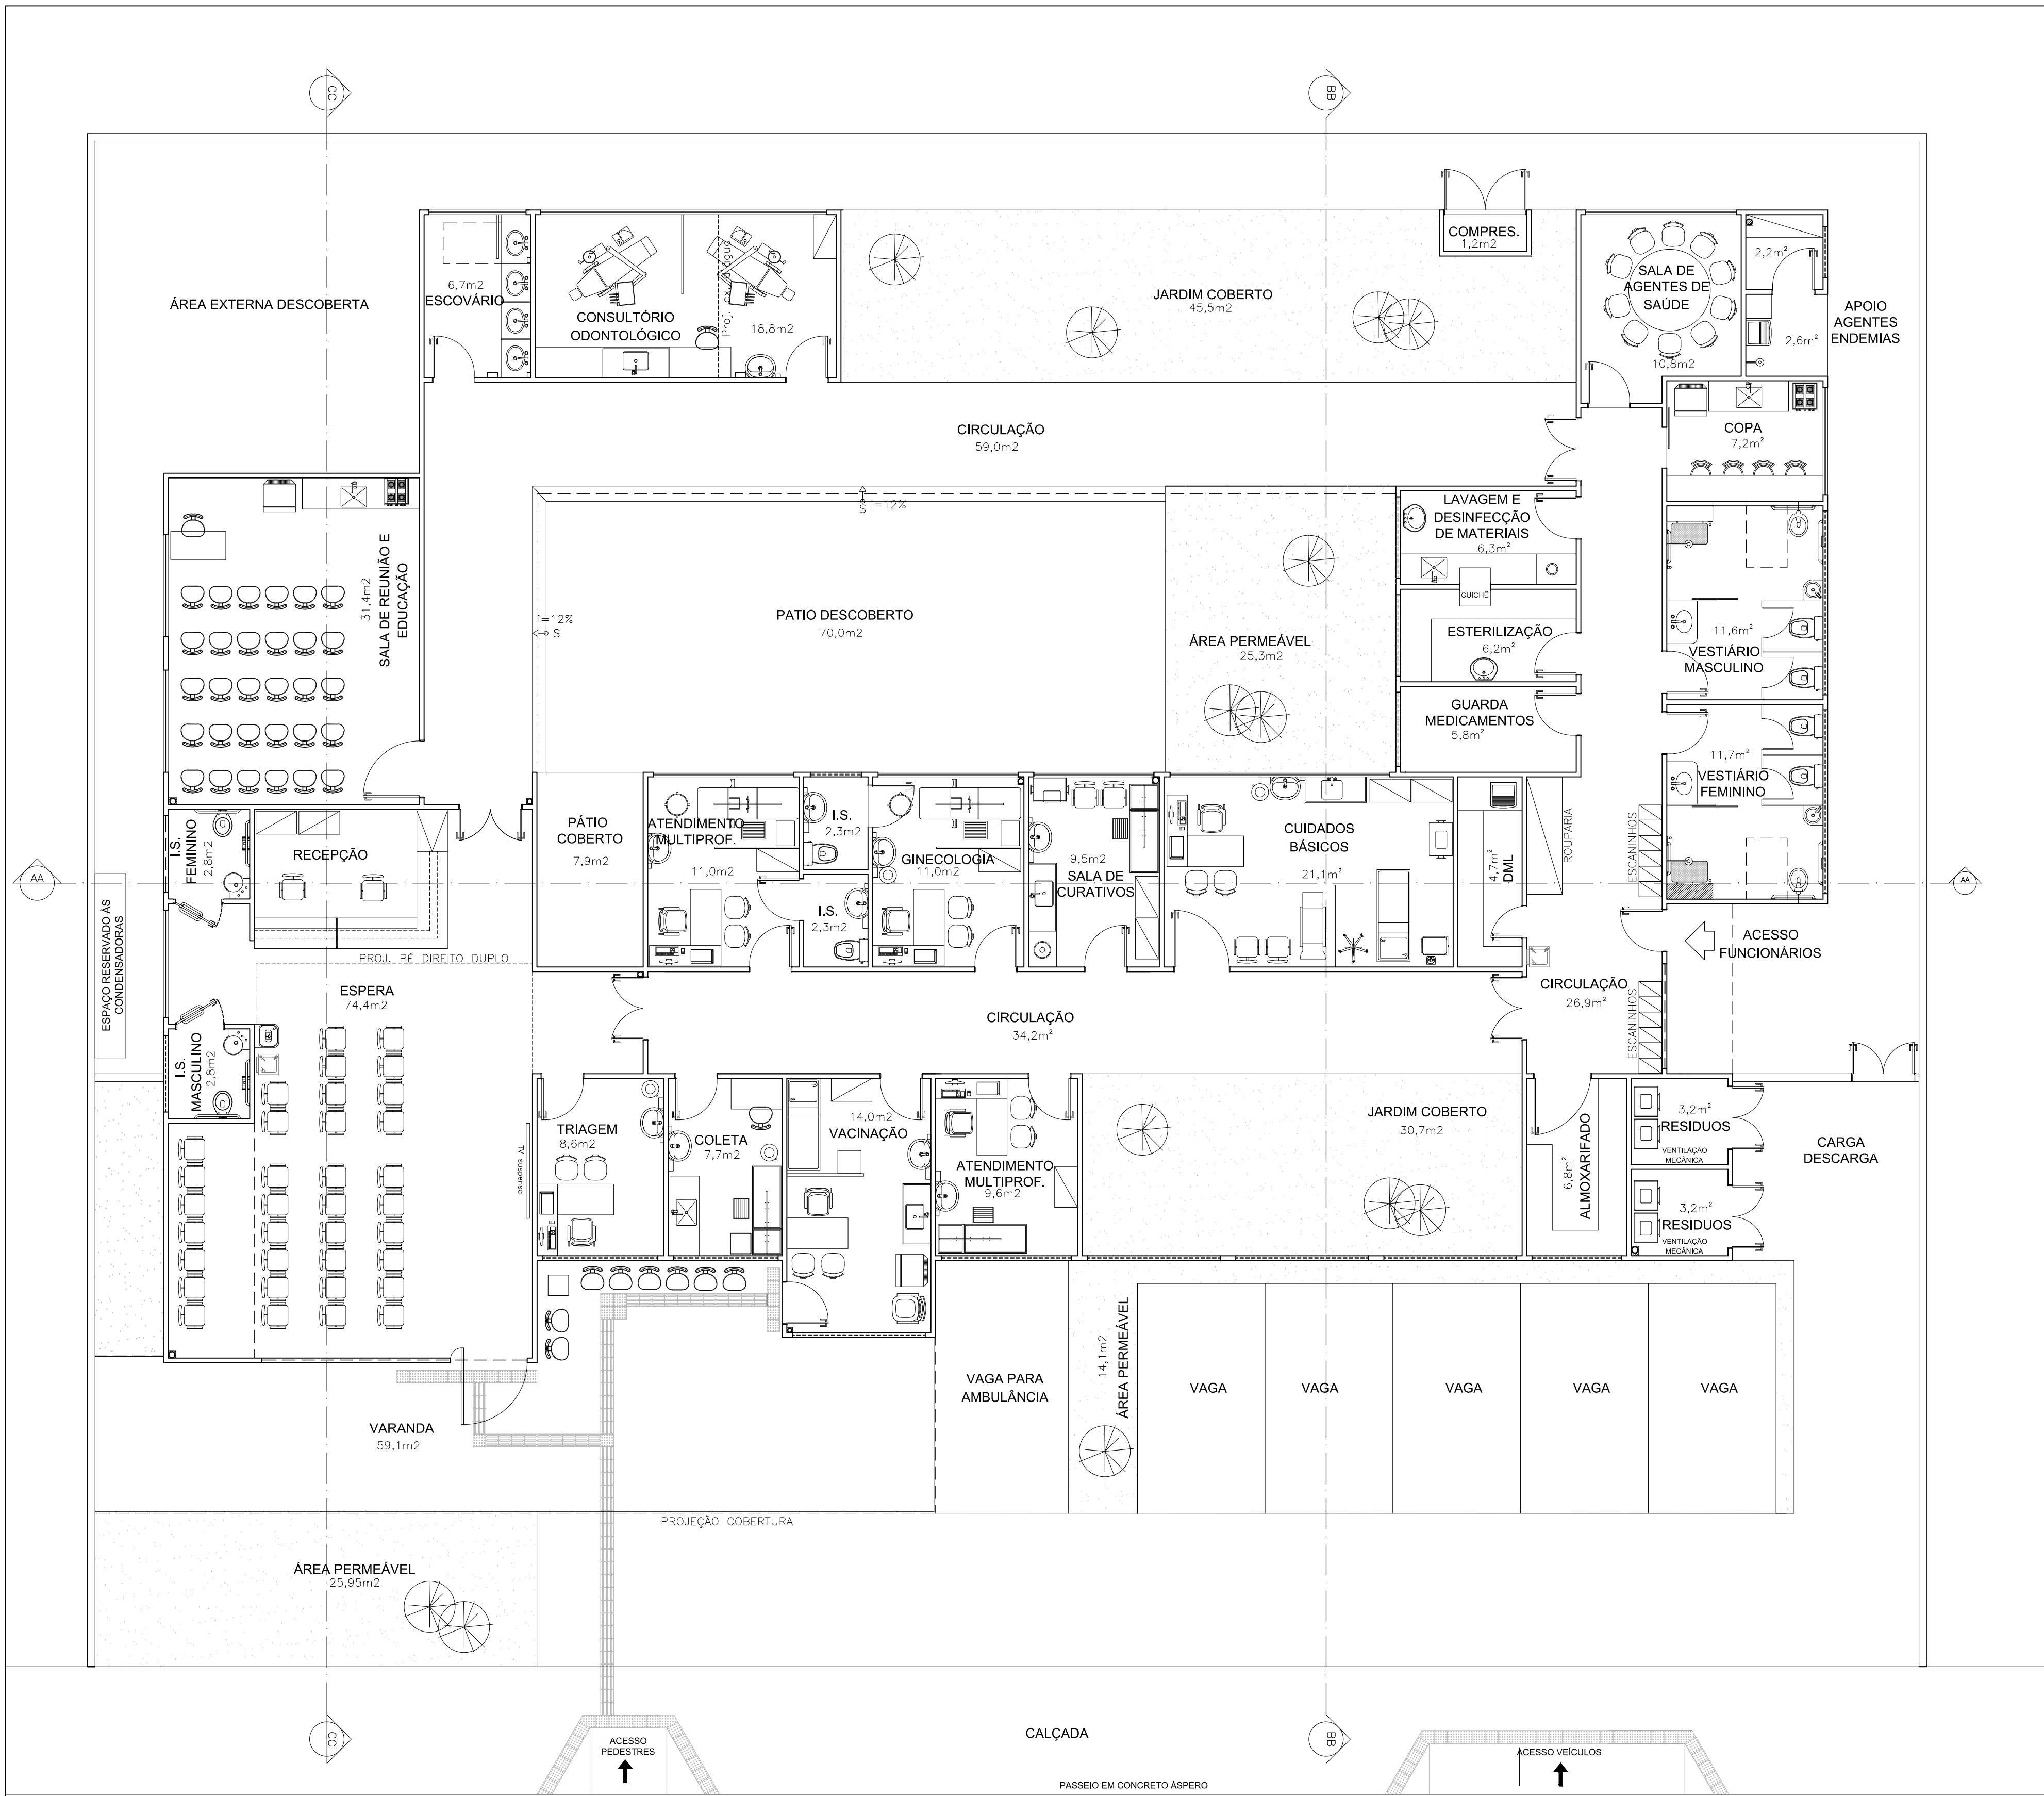 CC
BB
COMPRES.
1,2m2
6,7m2
ESCOVÁRIO
CONSULTÓRIO
ODONTOLÓGICO
18,8m2
ÁREA EXTERNA DESCOBERTA
JARDIM COBERTO
45,5m2
SALA DE
AGENTES DE
SAÚDE
10,8m2
2,2m²
2,6m²
APOIO
AGENTES
ENDEMIAS
CIRCULAÇÃO
59,0m2
COPA
7,2m²
S i=12%
LAVAGEM E
DESINFECÇÃO
DE MATERIAIS
6,3m²
GUICHÊ
31,4m2
SALA DE REUNIÃO E
EDUCAÇÃO
i=12%
S
PATIO DESCOBERTO
70,0m2
ÁREA PERMEÁVEL
25,3m2
ESTERILIZAÇÃO
6,2m²
11,6m²
VESTIÁRIO
MASCULINO
GUARDA
MEDICAMENTOS
5,8m²
11,7m²
VESTIÁRIO
FEMININO
I.S.
FEMININO
2,8m2
RECEPÇÃO
PÁTIO
COBERTO
7,9m2
ATENDIMENTO
MULTIPROF.
11,0m2
I.S.
2,3m2
I.S.
2,3m2
GINECOLOGIA
11,0m2
9,5m2
SALA DE
CURATIVOS
CUIDADOS
BÁSICOS
21,1m²
4,7m²
DML
ROUPARIA
ESCANINHOS
AA
AA
ESPAÇO RESERVADO ÀS
CONDENSADORAS
ACESSO
FUNCIONÁRIOS
PROJ. PÉ DIREITO DUPLO
ESPERA
74,4m2
CIRCULAÇÃO
34,2m²
CIRCULAÇÃO
26,9m²
ESCANINHOS
I.S.
MASCULINO
2,8m2
TV suspensa
TRIAGEM
8,6m2
COLETA
7,7m2
14,0m2
VACINAÇÃO
ATENDIMENTO
MULTIPROF.
9,6m2
JARDIM COBERTO
30,7m2
6,8m²
ALMOXARIFADO
3,2m²
RESIDUOS
VENTILAÇÃO
MECÂNICA
3,2m²
RESIDUOS
VENTILAÇÃO
MECÂNICA
CARGA
DESCARGA
VAGA PARA
AMBULÂNCIA
14,1m2
ÁREA PERMEÁVEL
VAGA
VAGA
VAGA
VAGA
VAGA
VARANDA
59,1m2
PROJEÇÃO COBERTURA
ÁREA PERMEÁVEL
25,95m2
CC
BB
CALÇADA
ACESSO
PEDESTRES
ACESSO VEÍCULOS
PASSEIO EM CONCRETO ÁSPERO